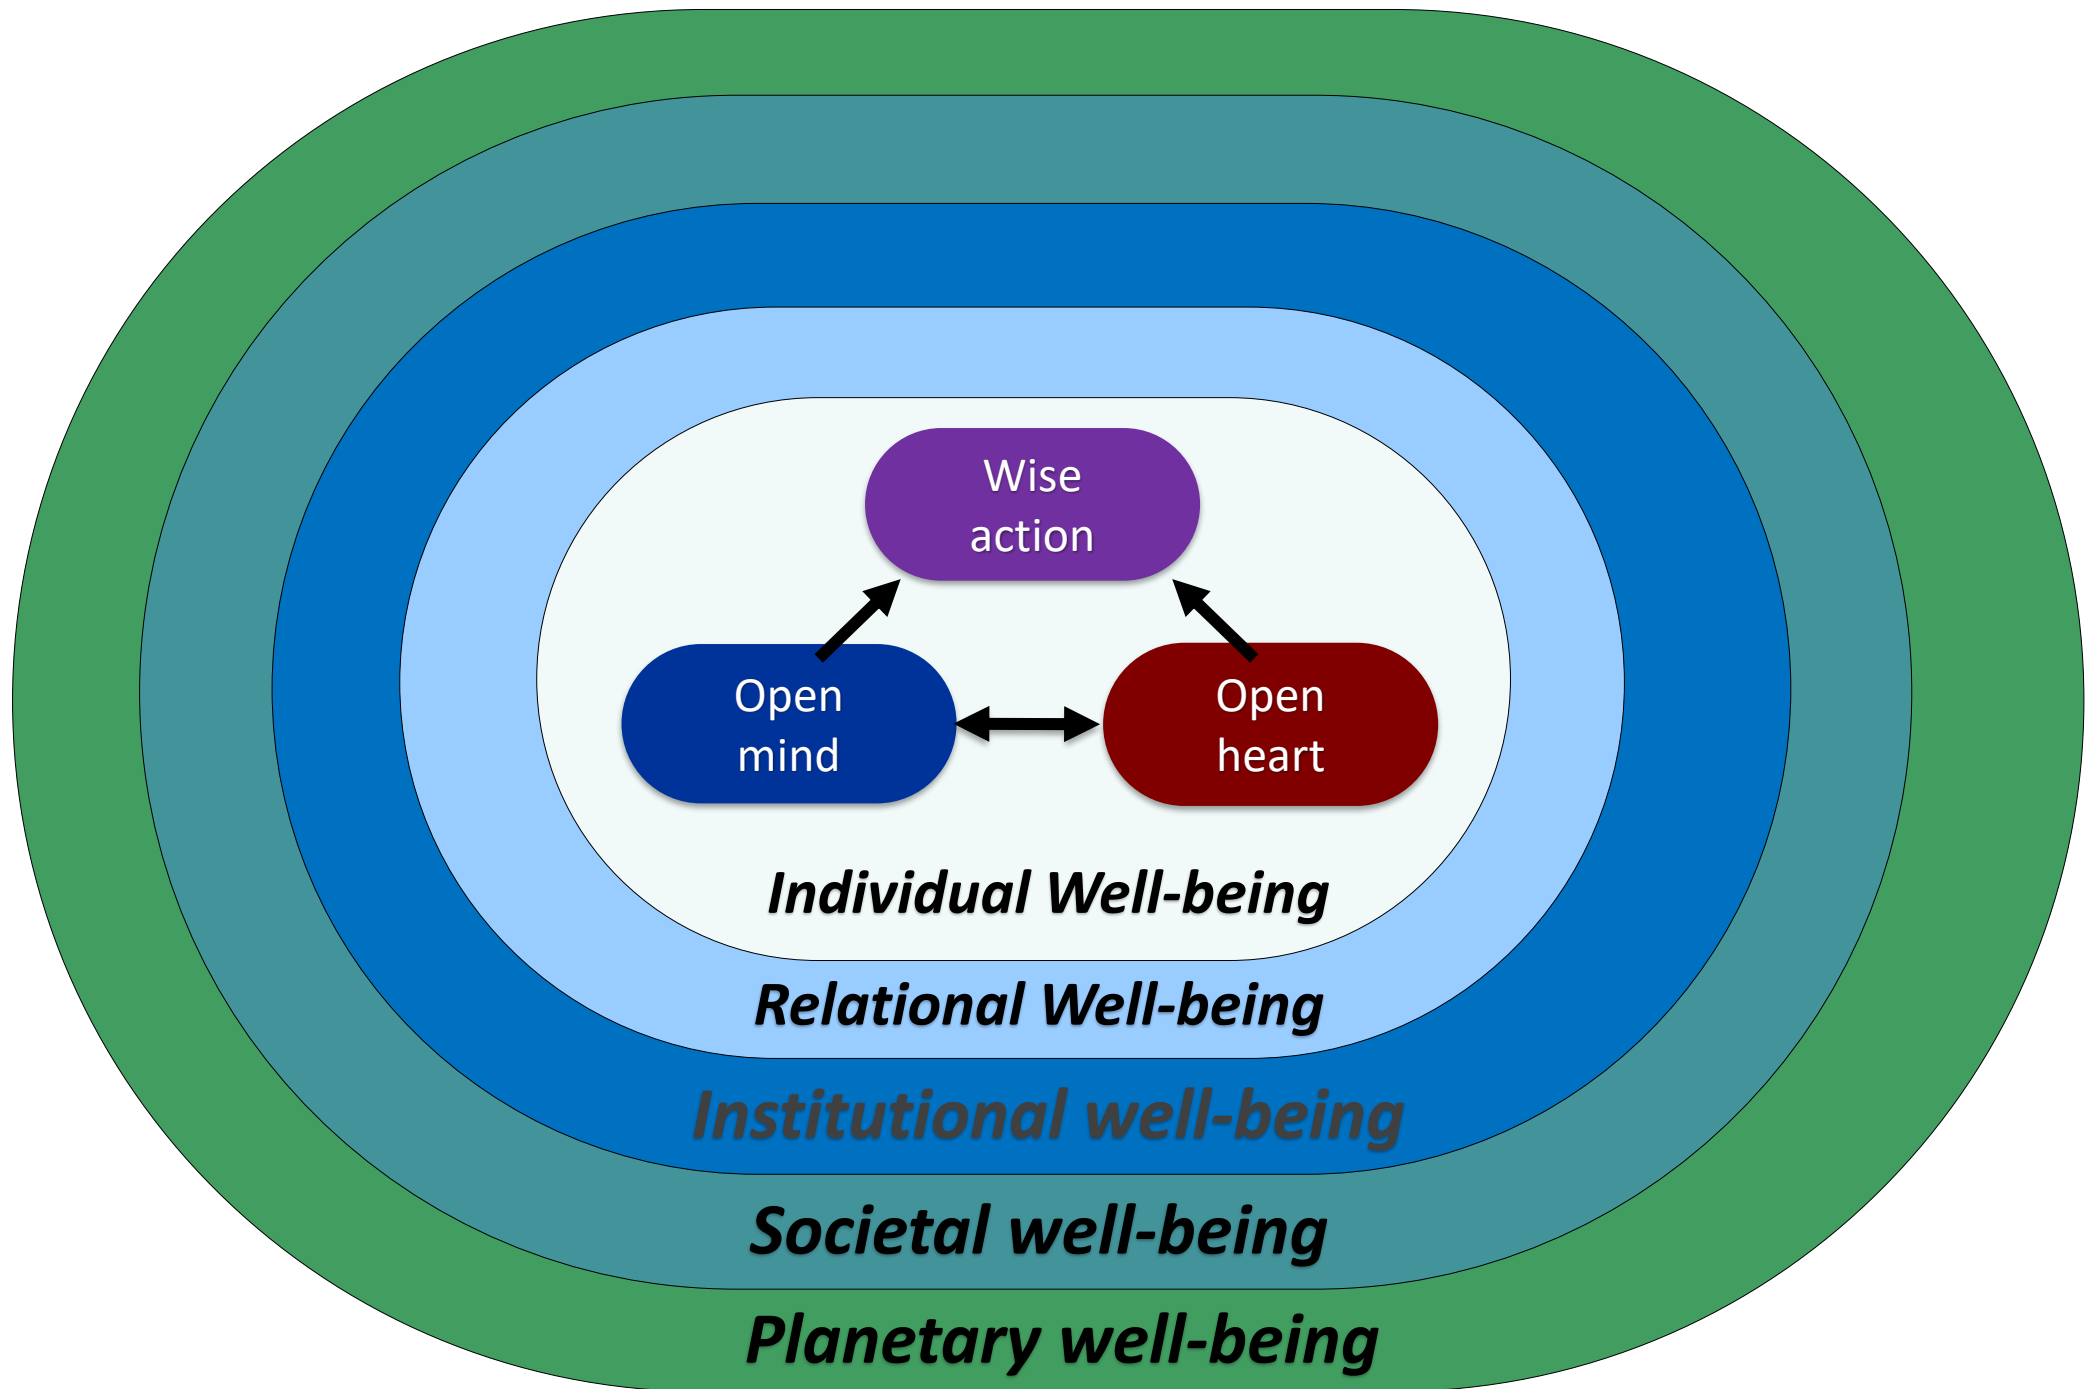 Wise
action
Open
mind
Open
heart
Individual Well-being
Relational Well-being
Institutional well-being
Societal well-being
Planetary well-being